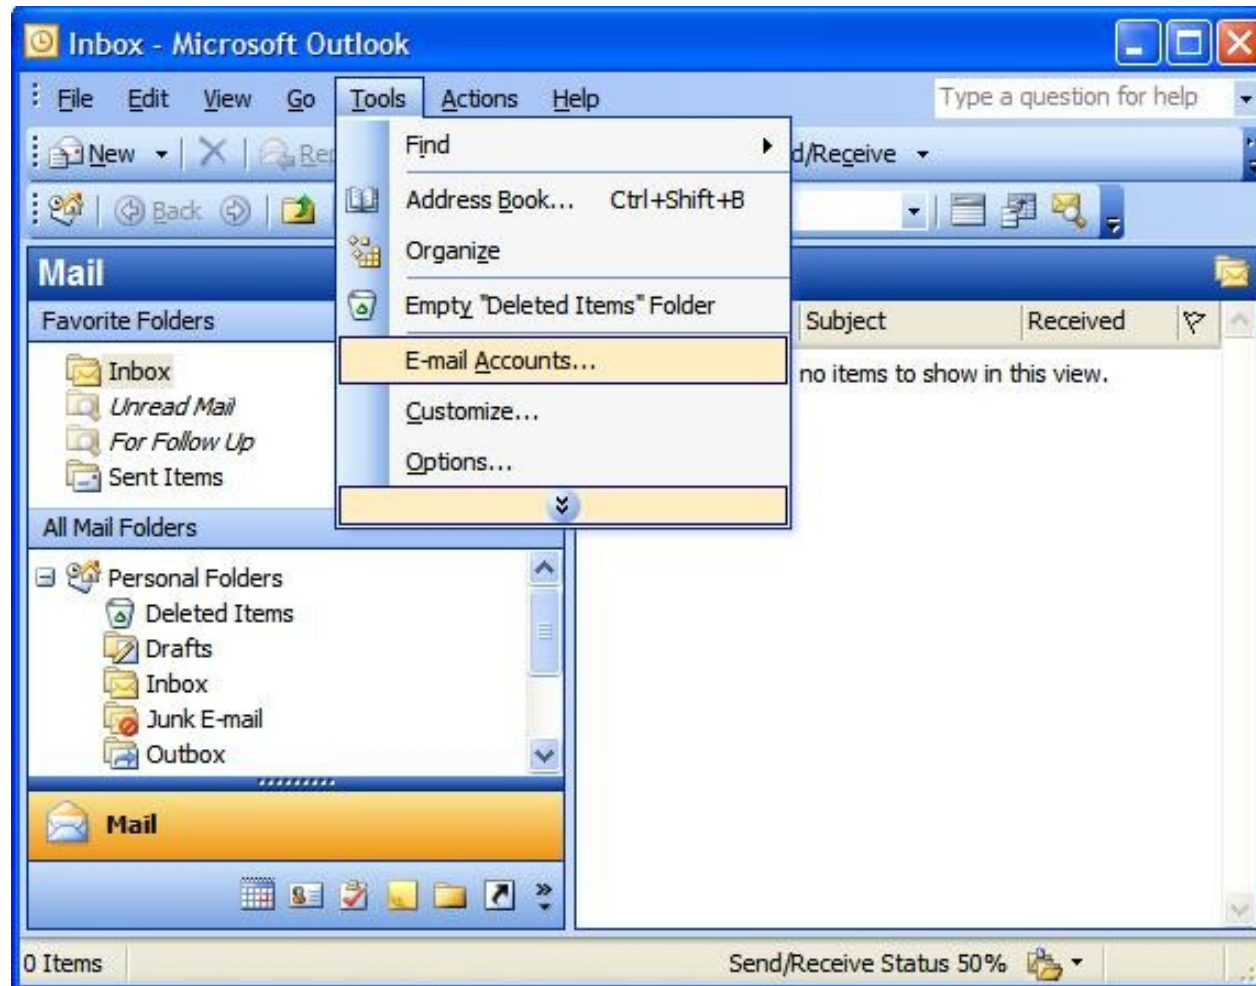 Inbox - Microsoft Outlook
File Edit View Go Tools Actions Help Type a question for help
New Re d/Receive
Back
Find
Address Book... Ctrl+Shift+B
Organize
Empty "Deleted Items" Folder
E-mail Accounts...
Customize...
Options...
Mail
Favorite Folders
Inbox
Unread Mail
For Follow Up
Sent Items
All Mail Folders
Personal Folders
Deleted Items
Drafts
Inbox
Junk E-mail
Outbox
Mail
Subject Received
no items to show in this view.
0 Items Send/Receive Status 50%